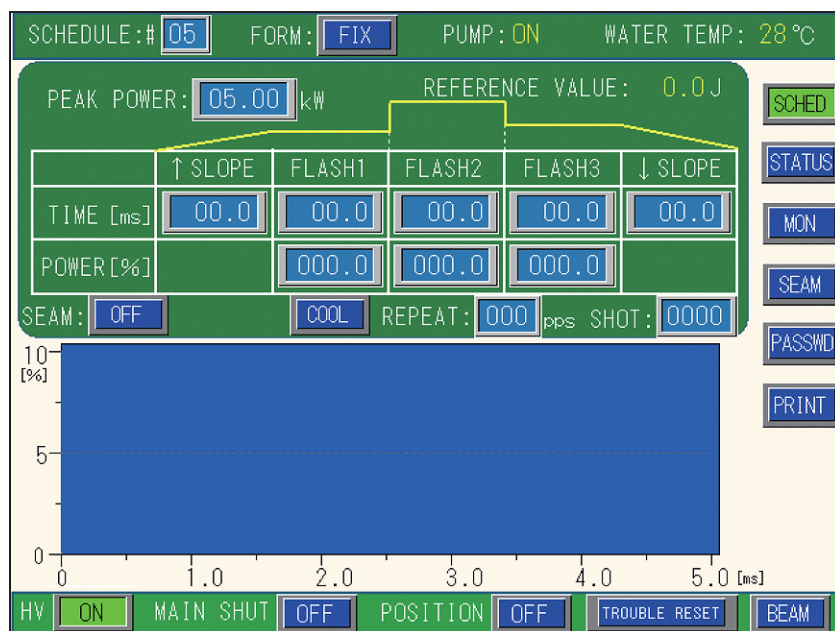 SCHEDULE:# 05 FORM: FIX PUMP: ON WATER TEMP: 28℃
PEAK POWER: 05.00 kW REFERENCE VALUE: 0.0J
SCHED
↑SLOPE FLASH1 FLASH2 FLASH3 ↓SLOPE
STATUS
TIME [ms] 00.0 00.0 00.0 00.0 00.0
MON
POWER[%] 000.0 000.0 000.0
SEAM
SEAM: OFF COOL REPEAT: 000 pps SHOT: 0000
PASSWD
PRINT
10
[%]
5
0
0 1.0 2.0 3.0 4.0 5.0 [ms]
HV ON MAIN SHUT OFF POSITION OFF TROUBLE RESET BEAM